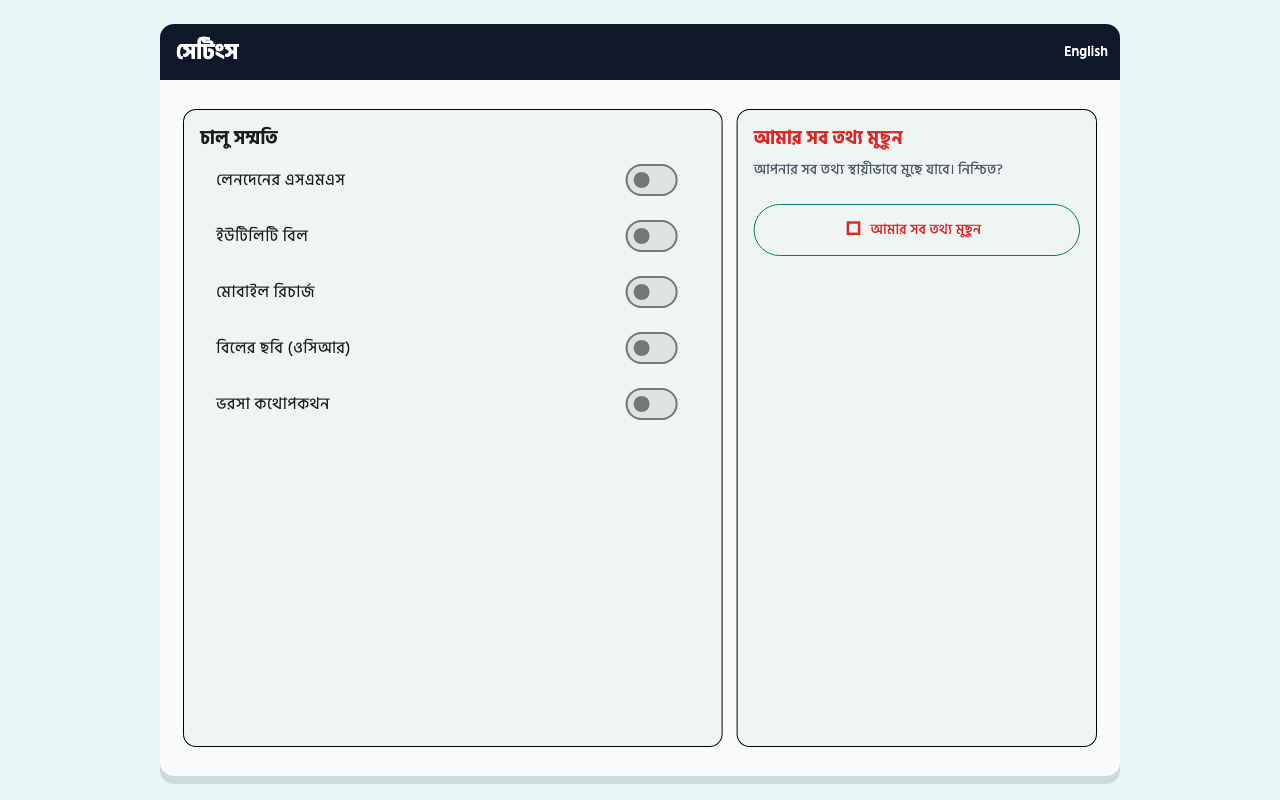 সেটিংস
English
চালু সম্মতি
লেনদেনের এসএমএস
ইউটিলিটি বিল
মোবাইল রিচার্জ
বিলের ছবি (ওসিআর)
ভরসা কথোপকথন
আমার সব তথ্য মুছুন
আপনার সব তথ্য স্থায়ীভাবে মুছে যাবে। নিশ্চিত?
আমার সব তথ্য মুছুন